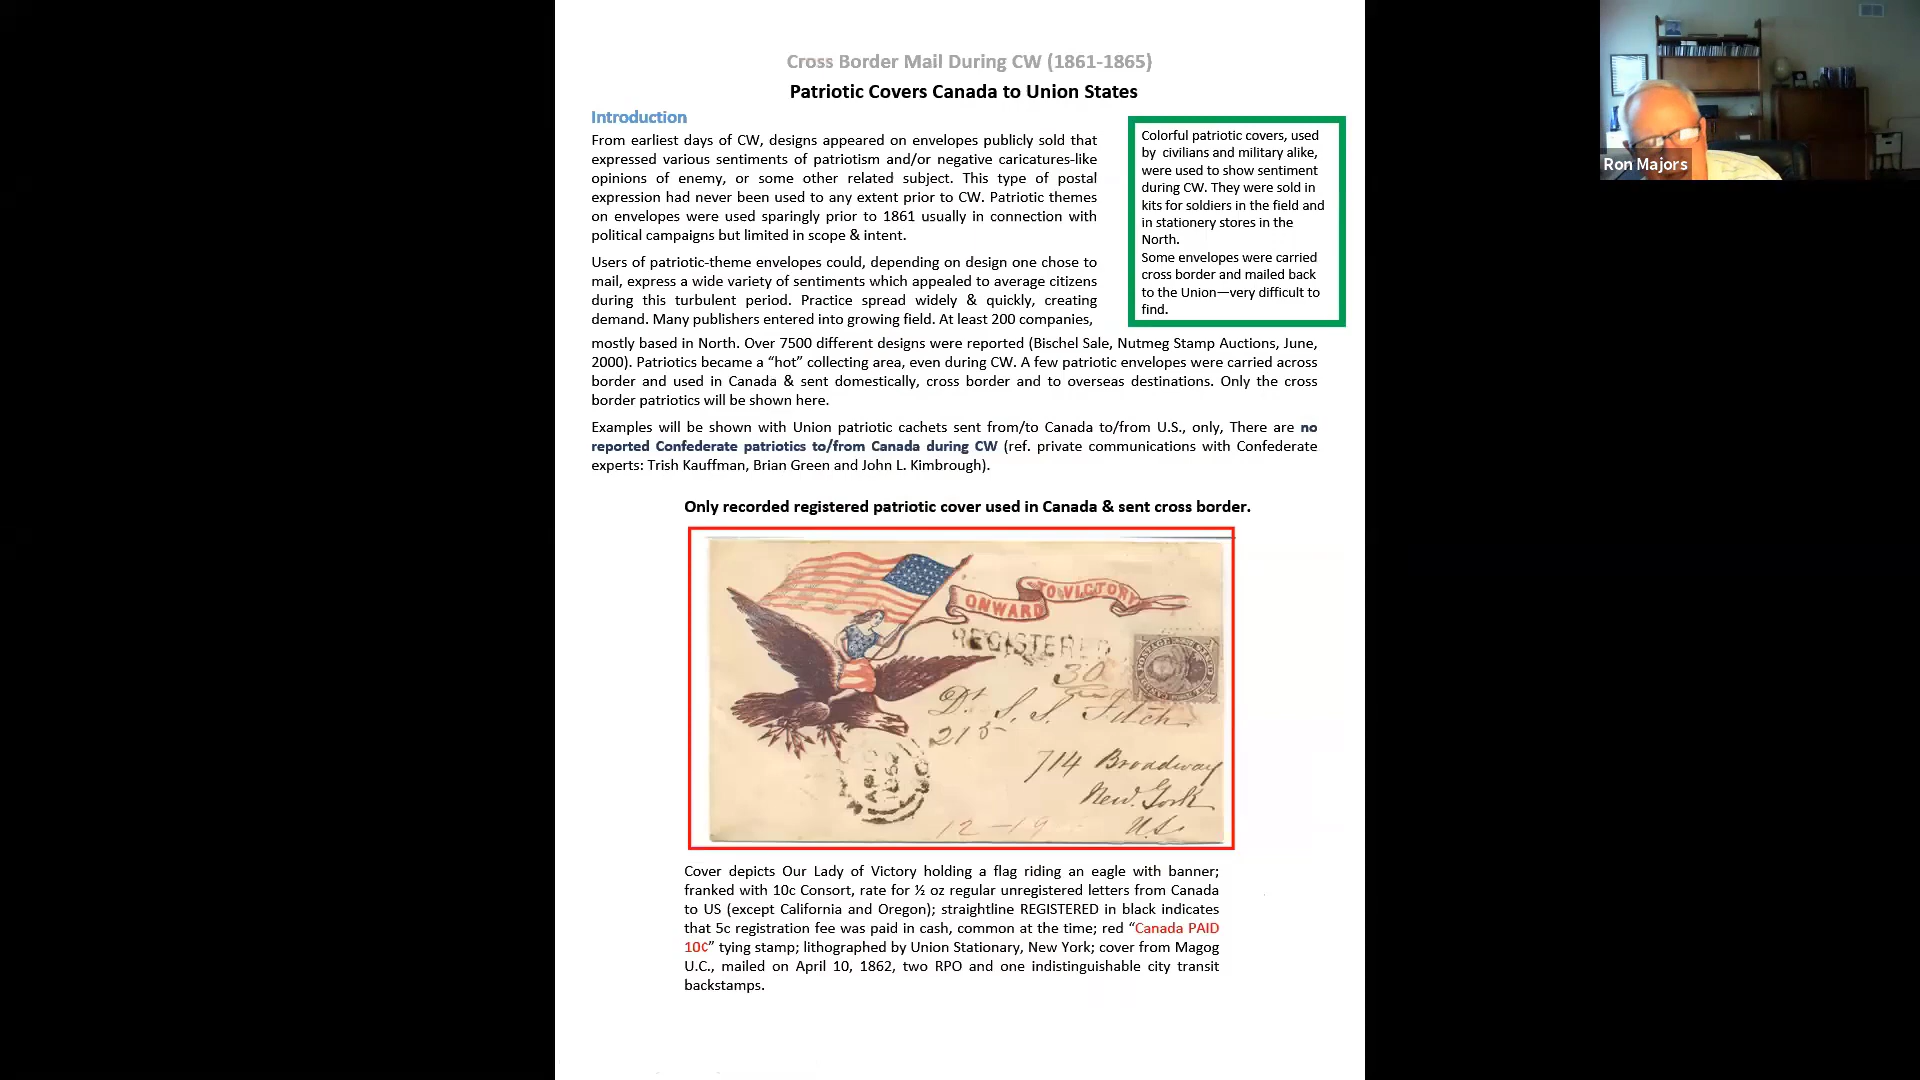 Cross Border Mail During CW (1861-1865)
Patriotic Covers Canada to Union States
Introduction
From earliest days of CW, designs appeared on envelopes publicly sold that
expressed various sentiments of patriotism and/or negative caricatures-like
opinions of enemy, or some other related subject. This type of postal
expression had never been used to any extent prior to CW. Patriotic themes
on envelopes were used sparingly prior to 1861 usually in connection with
political campaigns but limited in scope & intent.
Users of patriotic-theme envelopes could, depending on design one chose to
mail, express a wide variety of sentiments which appealed to average citizens
during this turbulent period. Practice spread widely & quickly, creating
demand. Many publishers entered into growing field. At least 200 companies,
Colorful patriotic covers, used
by civilians and military alike,
were used to show sentiment
during CW. They were sold in
kits for soldiers in the field and
in stationery stores in the
North.
Some envelopes were carried
cross border and mailed back
to the Union—very difficult to
find.
mostly based in North. Over 7500 different designs were reported (Bischel Sale, Nutmeg Stamp Auctions, June,
2000). Patriotics became a “hot” collecting area, even during CW. A few patriotic envelopes were carried across
border and used in Canada & sent domestically, cross border and to overseas destinations. Only the cross
border patriotics will be shown here.
Examples will be shown with Union patriotic cachets sent from/to Canada to/from U.S., only, There are no
reported Confederate patriotics to/from Canada during CW (ref. private communications with Confederate
experts: Trish Kauffman, Brian Green and John L. Kimbrough).
Only recorded registered patriotic cover used in Canada & sent cross border.
ONWARD TO VICTORY
REGISTERED
30
Dr S. S. Fitch
215
714 Broadway
New York
U.S.
AP 10
1862
12-19
Cover depicts Our Lady of Victory holding a flag riding an eagle with banner;
franked with 10c Consort, rate for ½ oz regular unregistered letters from Canada
to US (except California and Oregon); straightline REGISTERED in black indicates
that 5c registration fee was paid in cash, common at the time; red “Canada PAID
10¢” tying stamp; lithographed by Union Stationary, New York; cover from Magog
U.C., mailed on April 10, 1862, two RPO and one indistinguishable city transit
backstamps.
Ron Majors